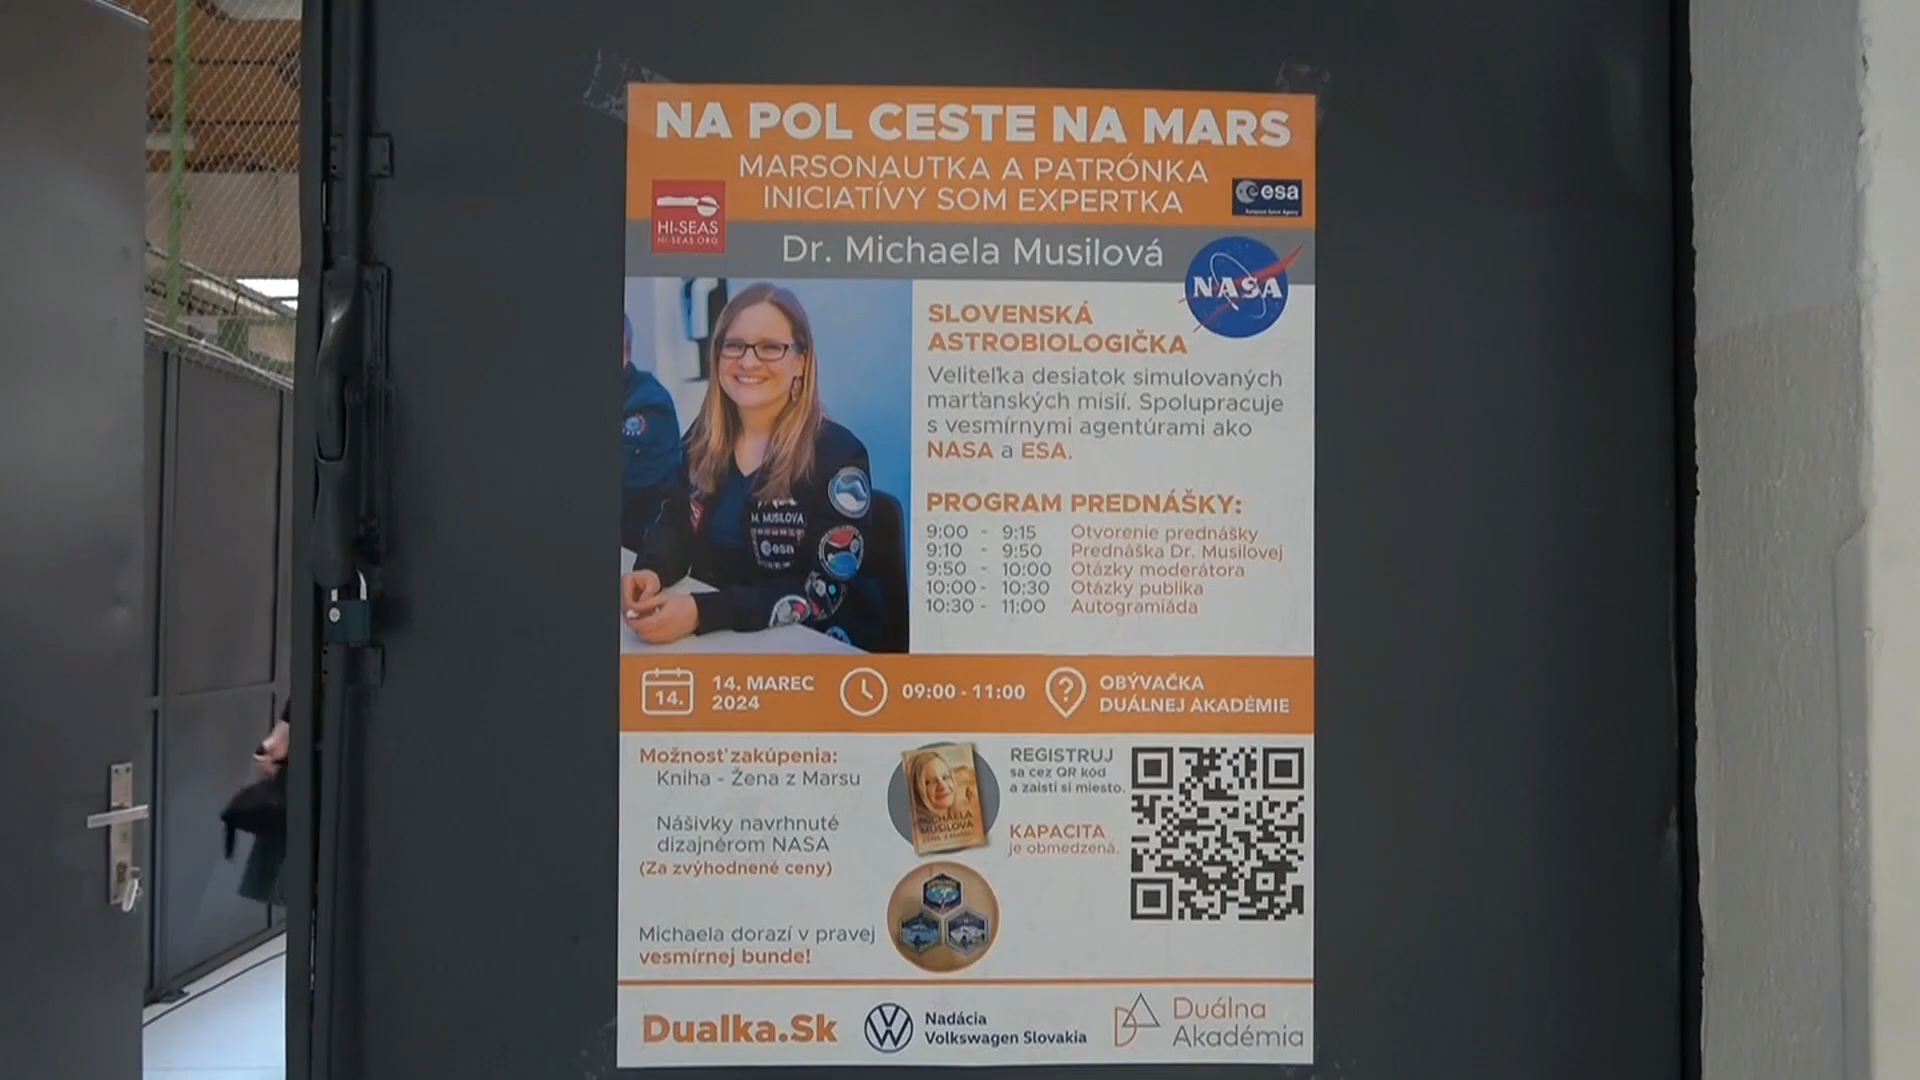 NA POL CESTE NA MARS
MARSONAUTKA A PATRÓNKA
INICIATÍVY SOM EXPERTKA
HI-SEAS
HI-SEAS.ORG
esa
European Space Agency
Dr. Michaela Musilová
NASA
SLOVENSKÁ
ASTROBIOLOGIČKA
Veliteľka desiatok simulovaných
marťanských misií. Spolupracuje
s vesmírnymi agentúrami ako
NASA a ESA.
M. MUSILOVA
esa
PROGRAM PREDNÁŠKY:
9:00 - 9:15 Otvorenie prednášky
9:10 - 9:50 Prednáška Dr. Musilovej
9:50 - 10:00 Otázky moderátora
10:00 - 10:30 Otázky publika
10:30 - 11:00 Autogramiáda
14.
14. MAREC
2024
09:00 - 11:00
OBÝVAČKA
DUÁLNEJ AKADÉMIE
Možnosť zakúpenia:
Kniha - Žena z Marsu
Nášivky navrhnuté
dizajnérom NASA
(Za zvýhodnené ceny)
Michaela dorazí v pravej
vesmírnej bunde!
MICHAELA
MUSILOVÁ
ŽENA Z MARSU
REGISTRUJ
sa cez QR kód
a zaisti si miesto.
KAPACITA
je obmedzená.
Dualka.Sk
Nadácia
Volkswagen Slovakia
Duálna
Akadémia